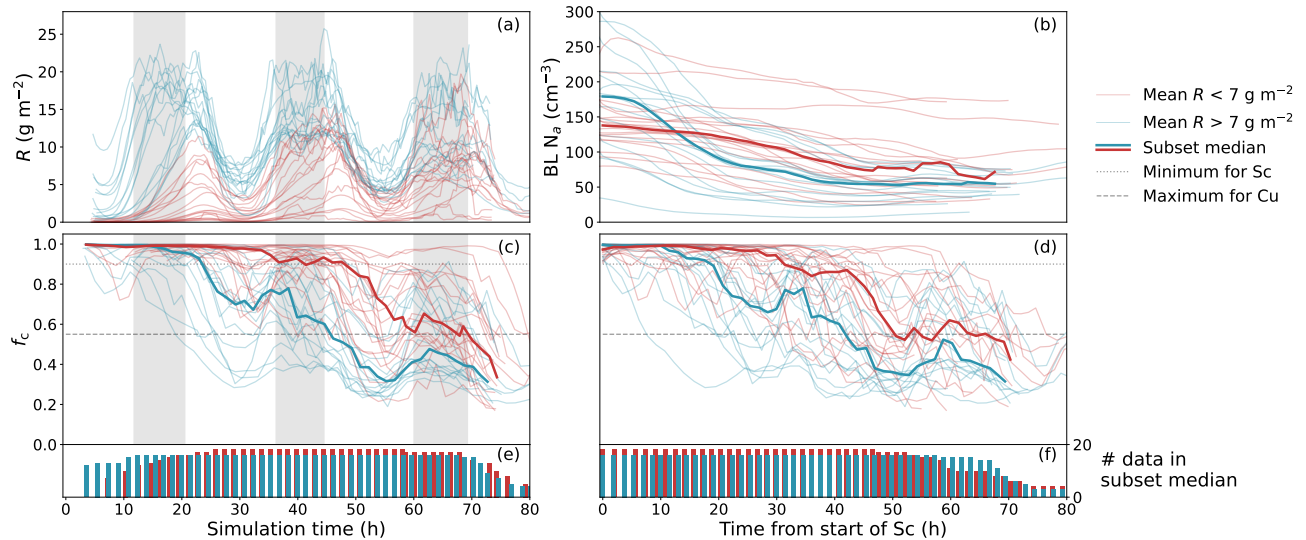 (a)
25
20
15
10
5
0
R (g m⁻²)
(b)
300
250
200
150
100
50
0
BL Nₐ (cm⁻³)
Mean R < 7 g m⁻²
Mean R > 7 g m⁻²
Subset median
Minimum for Sc
Maximum for Cu
(c)
1.0
0.8
0.6
0.4
0.2
0.0
f_c
(d)
(e)
0 10 20 30 40 50 60 70 80
Simulation time (h)
(f)
20
0
# data in
subset median
0 10 20 30 40 50 60 70 80
Time from start of Sc (h)